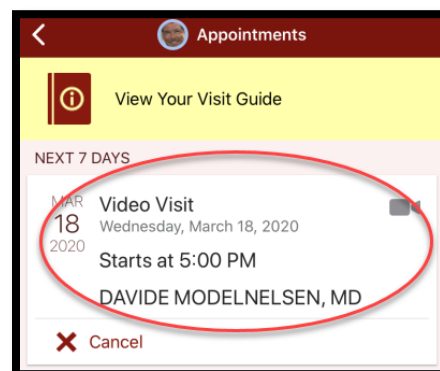 Appointments
View Your Visit Guide
NEXT 7 DAYS
MAR
18
2020
Video Visit
Wednesday, March 18, 2020
Starts at 5:00 PM
DAVIDE MODELNELSEN, MD
Cancel